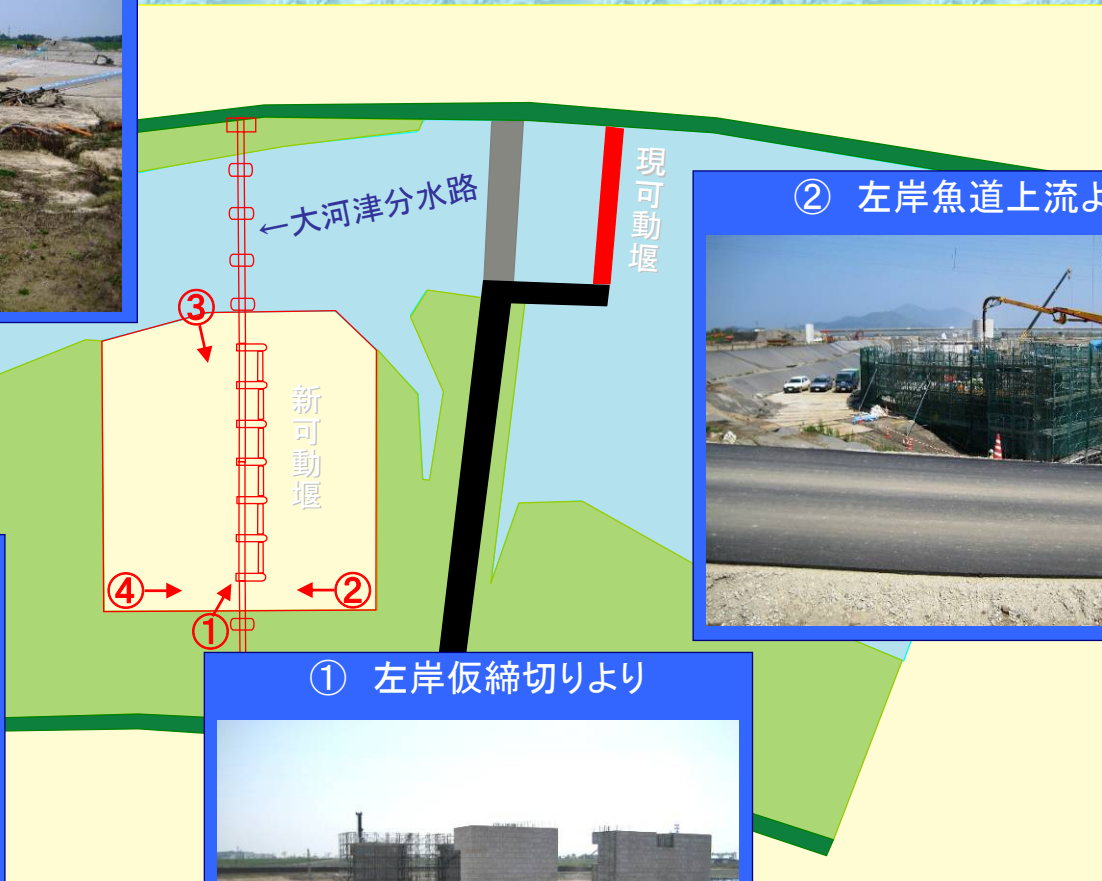 現可動堰
② 左岸魚道上流よ
←大河津分水路
③
新可動堰
④
②
①
① 左岸仮締切りより